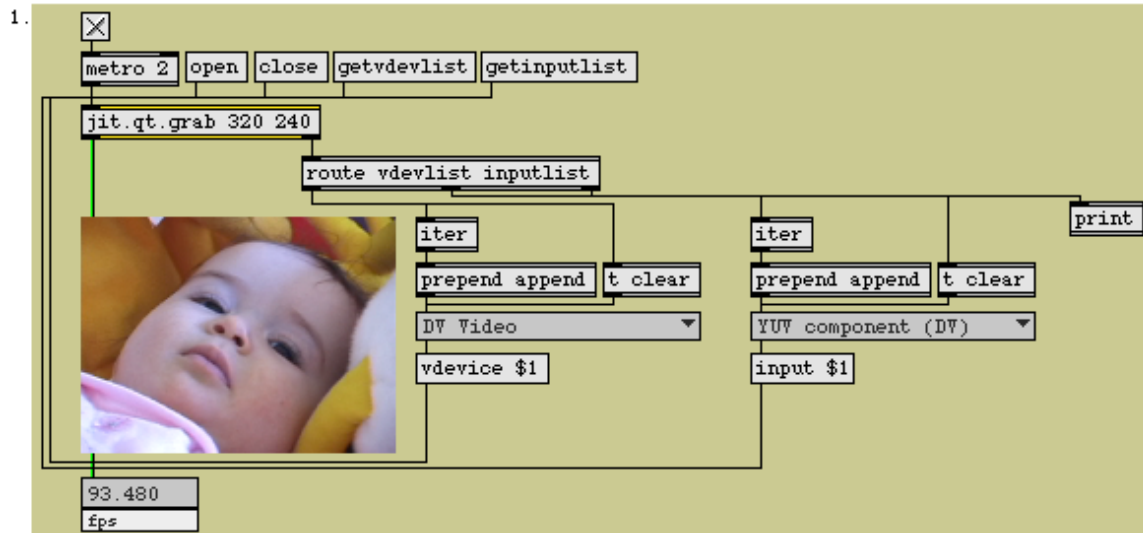 1.
metro 2 open close getvdevlist getinputlist
jit.qt.grab 320 240
route vdevlist inputlist
print
iter iter
prepend append t clear prepend append t clear
DV Video YUV component (DV)
vdevice $1 input $1
93.480
fps